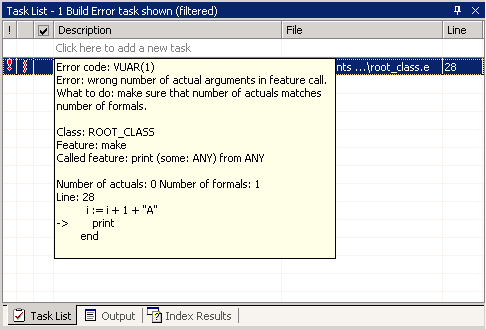 Task List - 1 Build Error task shown (filtered)
! Description File Line
Click here to add a new task
nts ...\root_class.e 28
Error code: VUAR(1)
Error: wrong number of actual arguments in feature call.
What to do: make sure that number of actuals matches
number of formals.
Class: ROOT_CLASS
Feature: make
Called feature: print (some: ANY) from ANY
Number of actuals: 0 Number of formals: 1
Line: 28
i := i + 1 + "A"
-> print
end
Task List Output Index Results